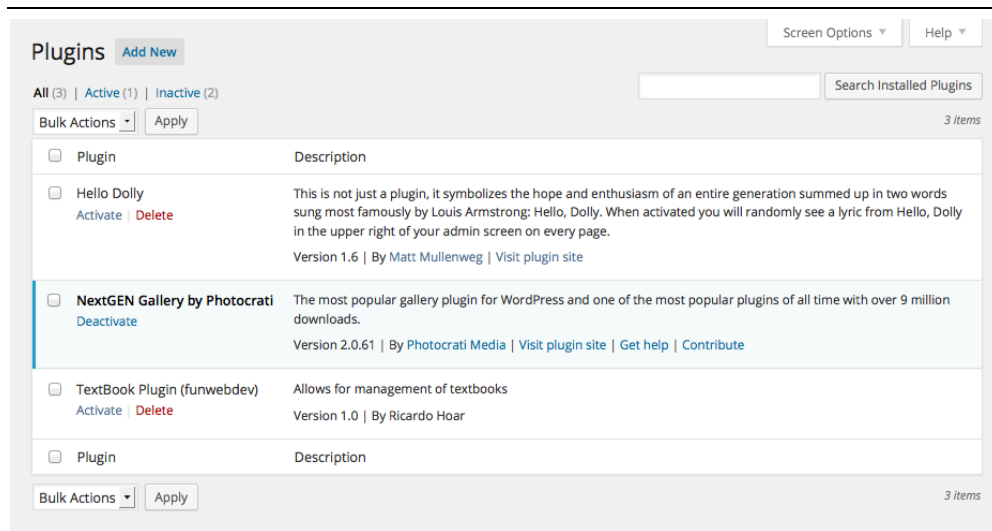 Screen Options ▼ Help ▼
Plugins Add New
All (3) | Active (1) | Inactive (2)
Search Installed Plugins
Bulk Actions Apply
3 items
Plugin Description
Hello Dolly
Activate | Delete
This is not just a plugin, it symbolizes the hope and enthusiasm of an entire generation summed up in two words
sung most famously by Louis Armstrong: Hello, Dolly. When activated you will randomly see a lyric from Hello, Dolly
in the upper right of your admin screen on every page.
Version 1.6 | By Matt Mullenweg | Visit plugin site
NextGEN Gallery by Photocrati
Deactivate
The most popular gallery plugin for WordPress and one of the most popular plugins of all time with over 9 million
downloads.
Version 2.0.61 | By Photocrati Media | Visit plugin site | Get help | Contribute
TextBook Plugin (funwebdev)
Activate | Delete
Allows for management of textbooks
Version 1.0 | By Ricardo Hoar
Plugin Description
Bulk Actions Apply
3 items